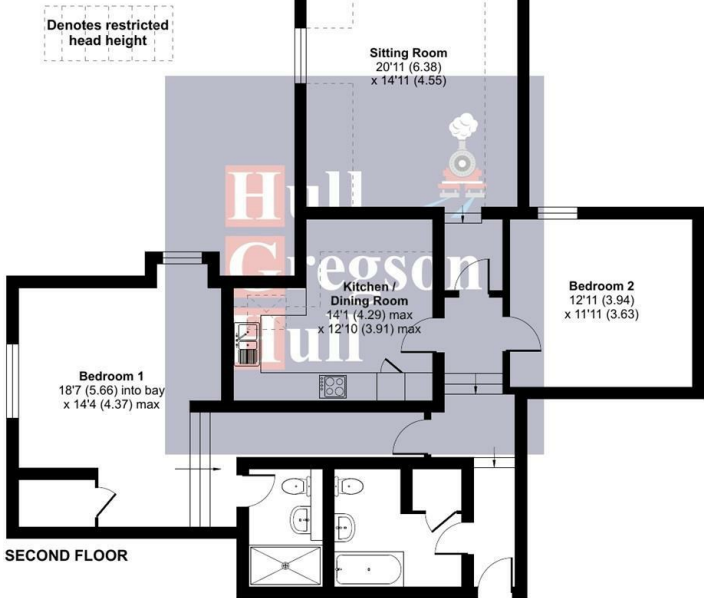 Denotes restricted
head height
Sitting Room
20'11 (6.38)
x 14'11 (4.55)
Hull
Gregson
Hull
Kitchen /
Dining Room
14'1 (4.29) max
x 12'10 (3.91) max
Bedroom 2
12'11 (3.94)
x 11'11 (3.63)
Bedroom 1
18'7 (5.66) into bay
x 14'4 (4.37) max
SECOND FLOOR